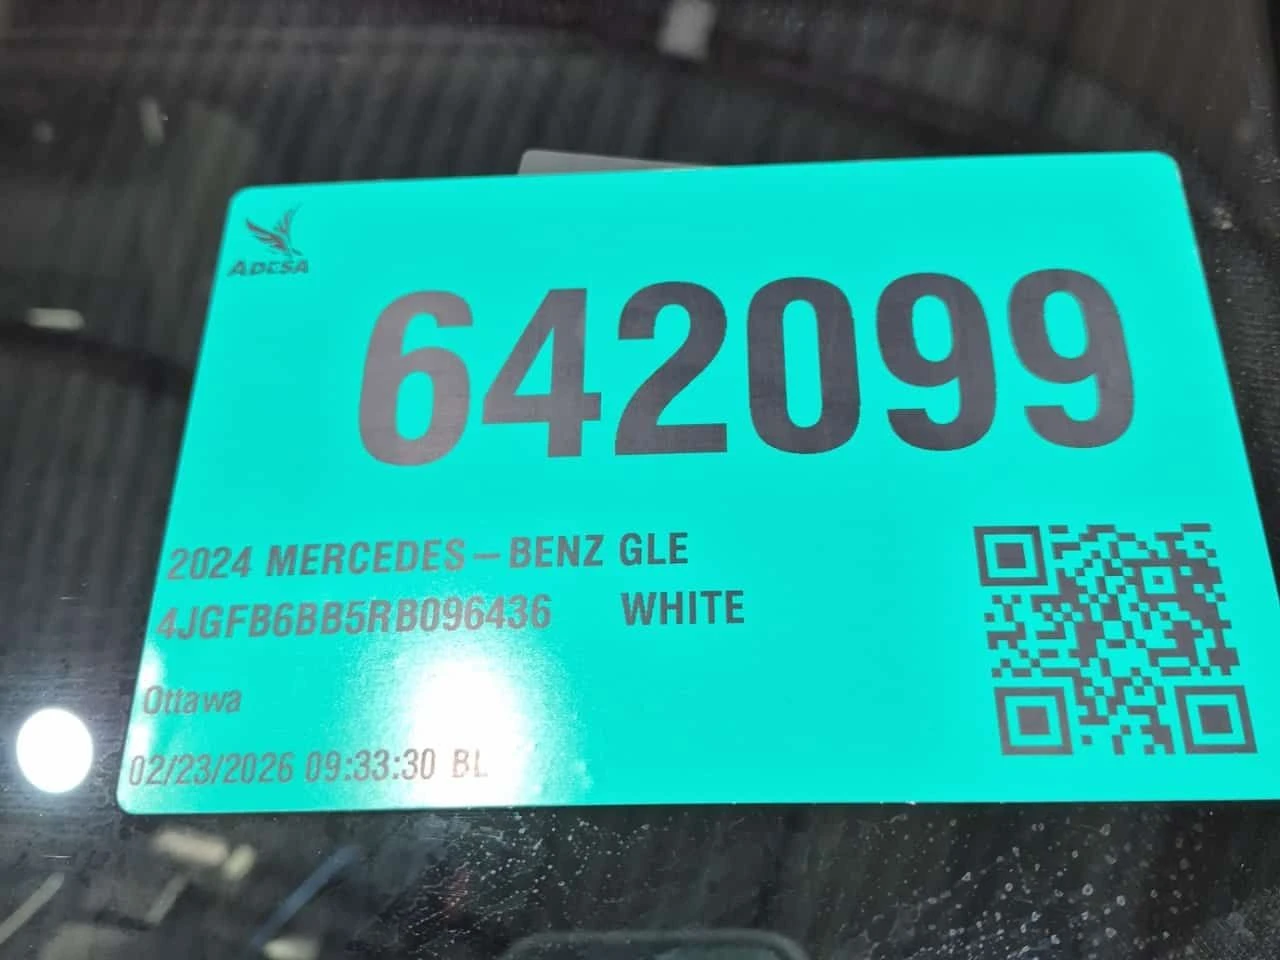 ADESA
642099
2024 MERCEDES-BENZ GLE
4JGFB6BB5RB096436 WHITE
Ottawa
02/23/2026 09:33:30 BL